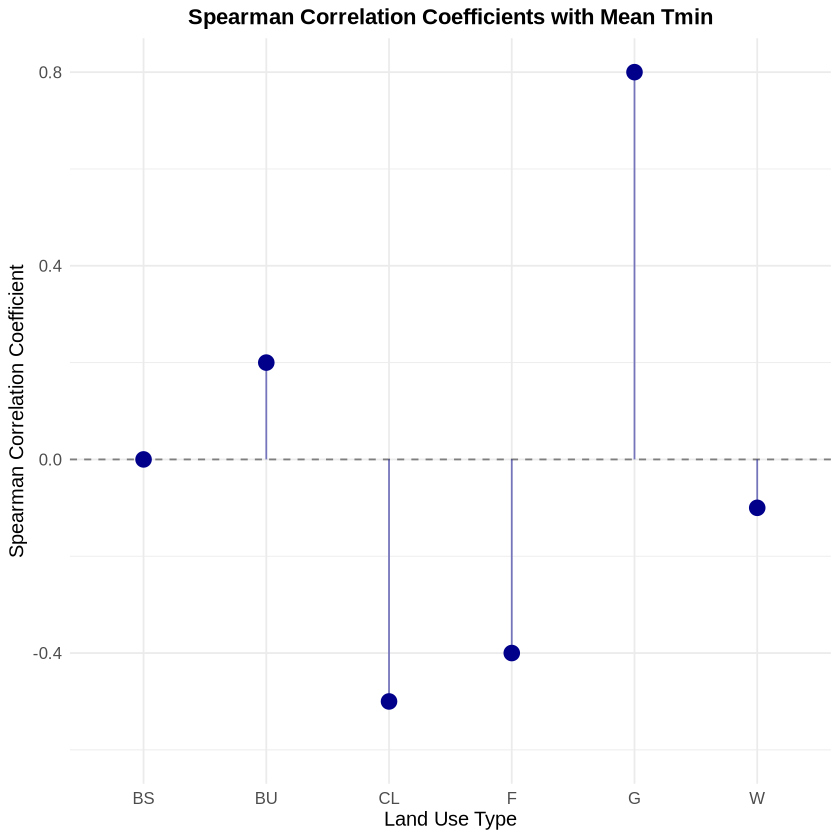 Spearman Correlation Coefficients with Mean Tmin
Spearman Correlation Coefficient
0.8
0.4
0.0
-0.4
BS BU CL F G W
Land Use Type